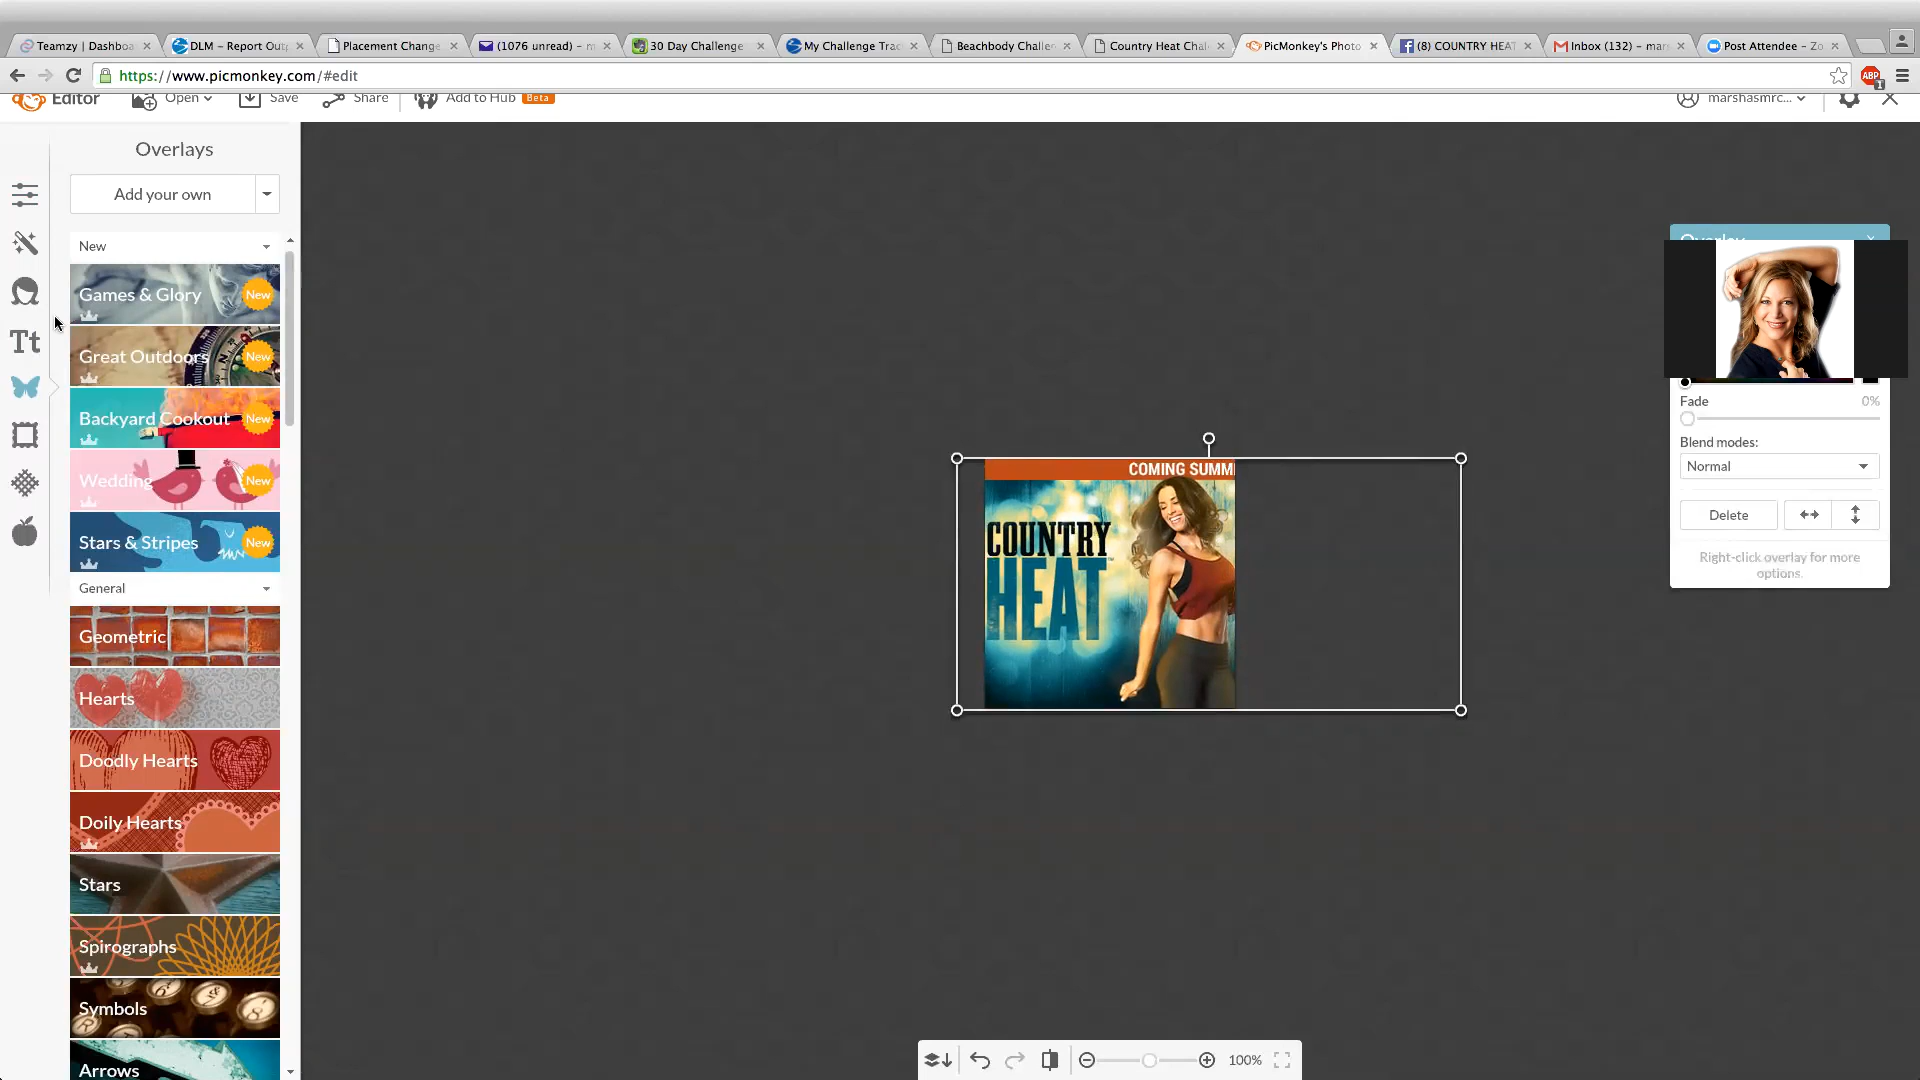 Teamzy | Dashboa
DLM – Report Out
Placement Change
(1076 unread) – m
30 Day Challenge
My Challenge Trac
Beachbody Challe
Country Heat Chal
PicMonkey's Photo
(8) COUNTRY HEAT
Inbox (132) – mar
Post Attendee – Zo
https://www.picmonkey.com/#edit
ABP
1
Editor
Open
Save
Share
Add to Hub
Beta
marshasmrc...
Overlays
Add your own
New
Games & Glory
New
Great Outdoors
New
Backyard Cookout
New
Wedding
New
Stars & Stripes
New
General
Geometric
Hearts
Doodly Hearts
Doily Hearts
Stars
Spirographs
Symbols
Arrows
Tt
COMING SUMM
COUNTRY
HEAT
Overlay
Fade
0%
Blend modes:
Normal
Delete
Right-click overlay for more
options.
100%